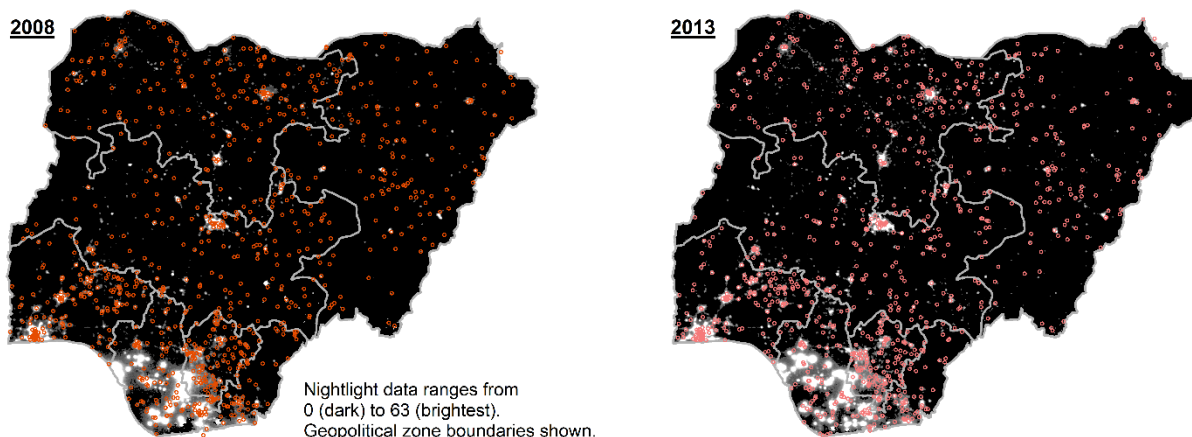 2008
2013
Nightlight data ranges from
0 (dark) to 63 (brightest).
Geopolitical zone boundaries shown.